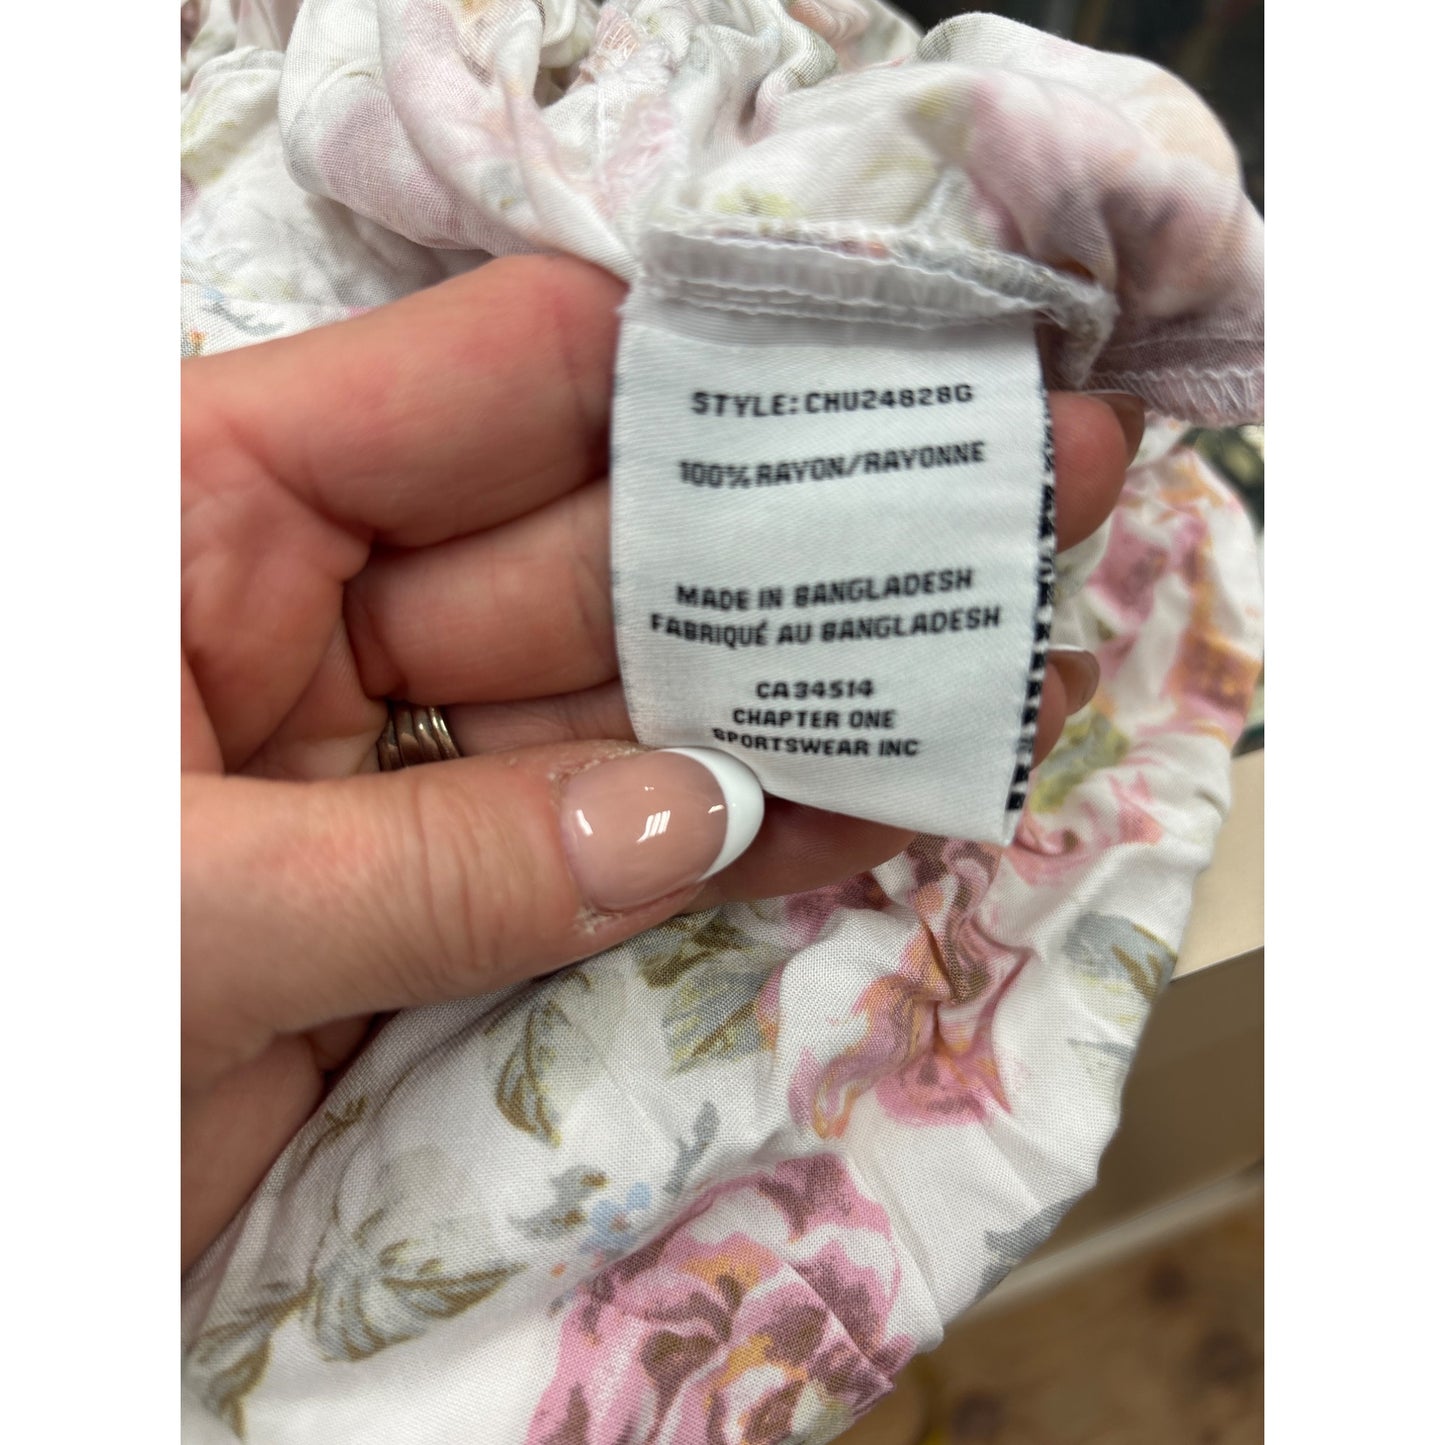 STYLE: CHU24828G
100% RAYON/RAYONNE
MADE IN BANGLADESH
FABRIQUÉ AU BANGLADESH
CA34514
CHAPTER ONE
SPORTSWEAR INC